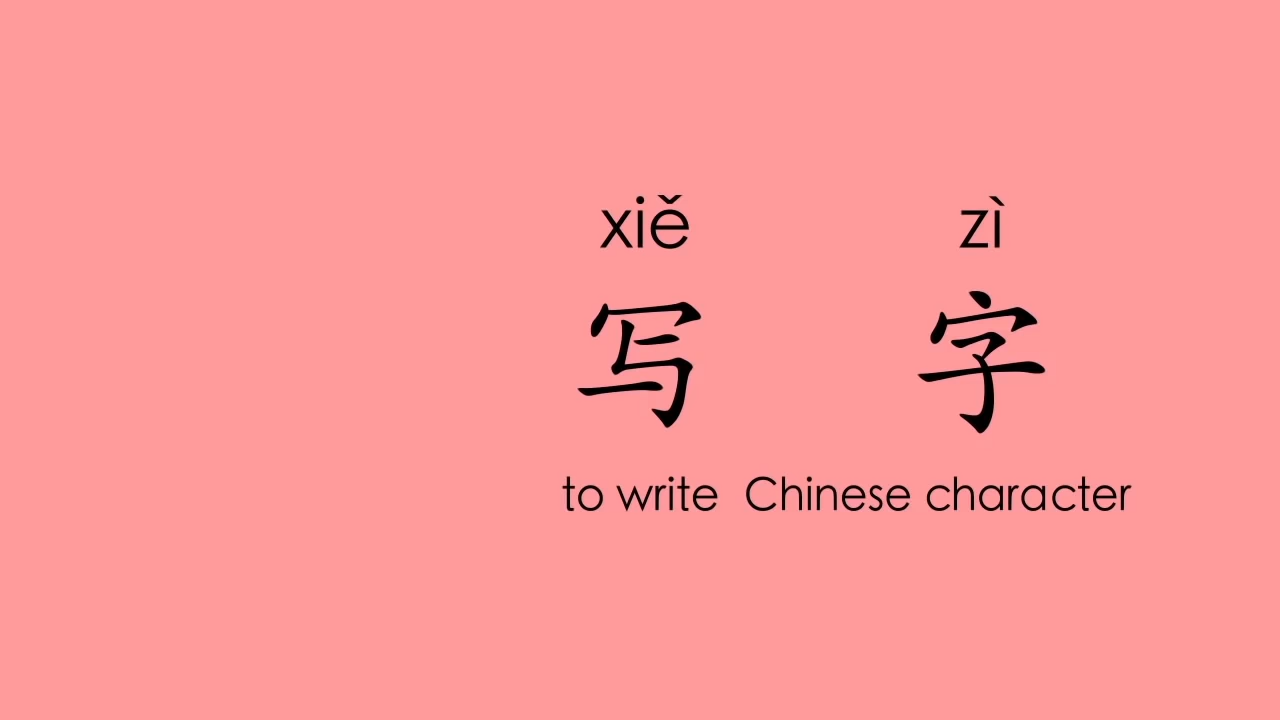 xiě zì
写 字
to write Chinese character